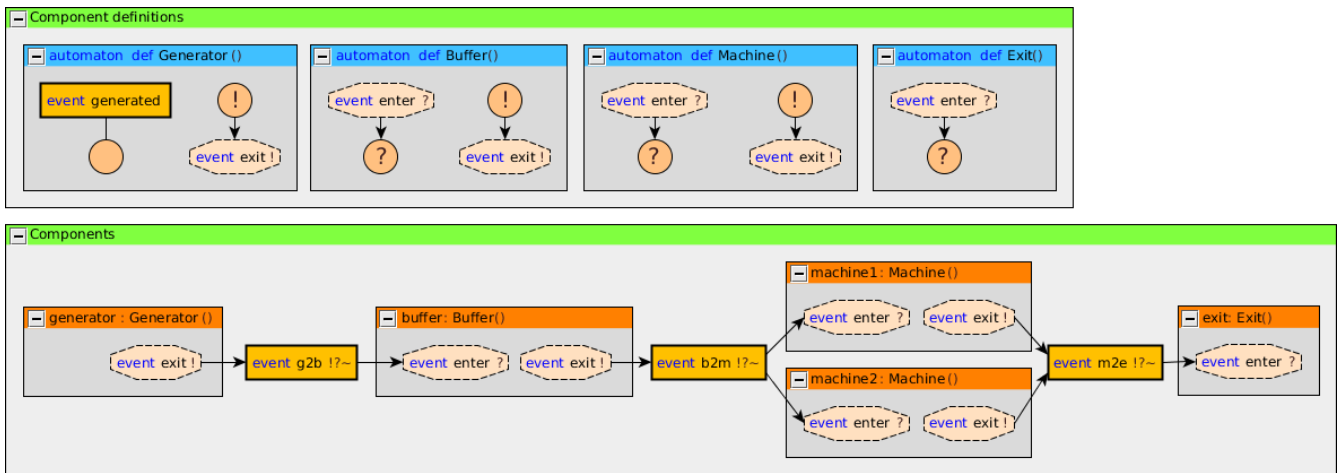 Component definitions
automaton def Generator()
automaton def Buffer()
automaton def Machine()
automaton def Exit()
event generated
!
event enter ?
!
event enter ?
!
event enter ?
event exit !
?
event exit !
?
event exit !
?
Components
machine1: Machine()
generator : Generator()
buffer: Buffer()
event enter ?
event exit !
exit: Exit()
event exit !
event g2b !?~
event enter ?
event exit !
event b2m !?~
event m2e !?~
event enter ?
machine2: Machine()
event enter ?
event exit !